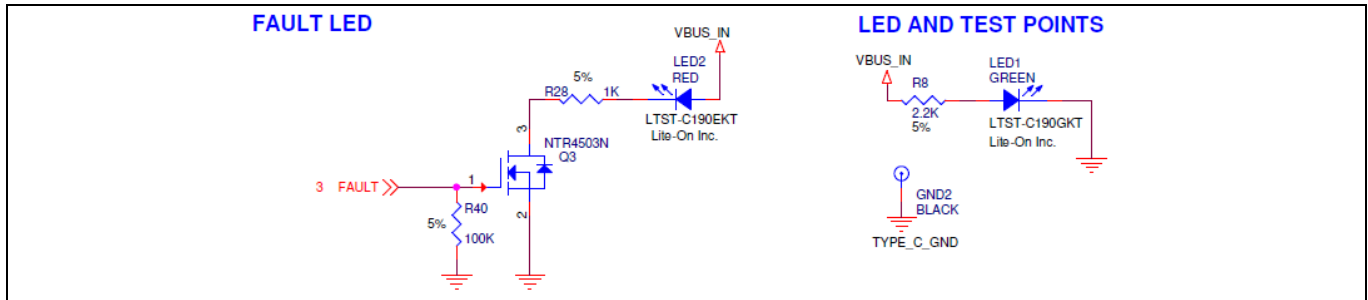 FAULT LED
VBUS_IN
LED2
RED
5%
R28
1K
LTST-C190EKT
Lite-On Inc.
3
NTR4503N
Q3
3 FAULT
1
R40
5%
100K
2
LED AND TEST POINTS
VBUS_IN
LED1
GREEN
R8
2.2K
5%
LTST-C190GKT
Lite-On Inc.
GND2
BLACK
TYPE_C_GND